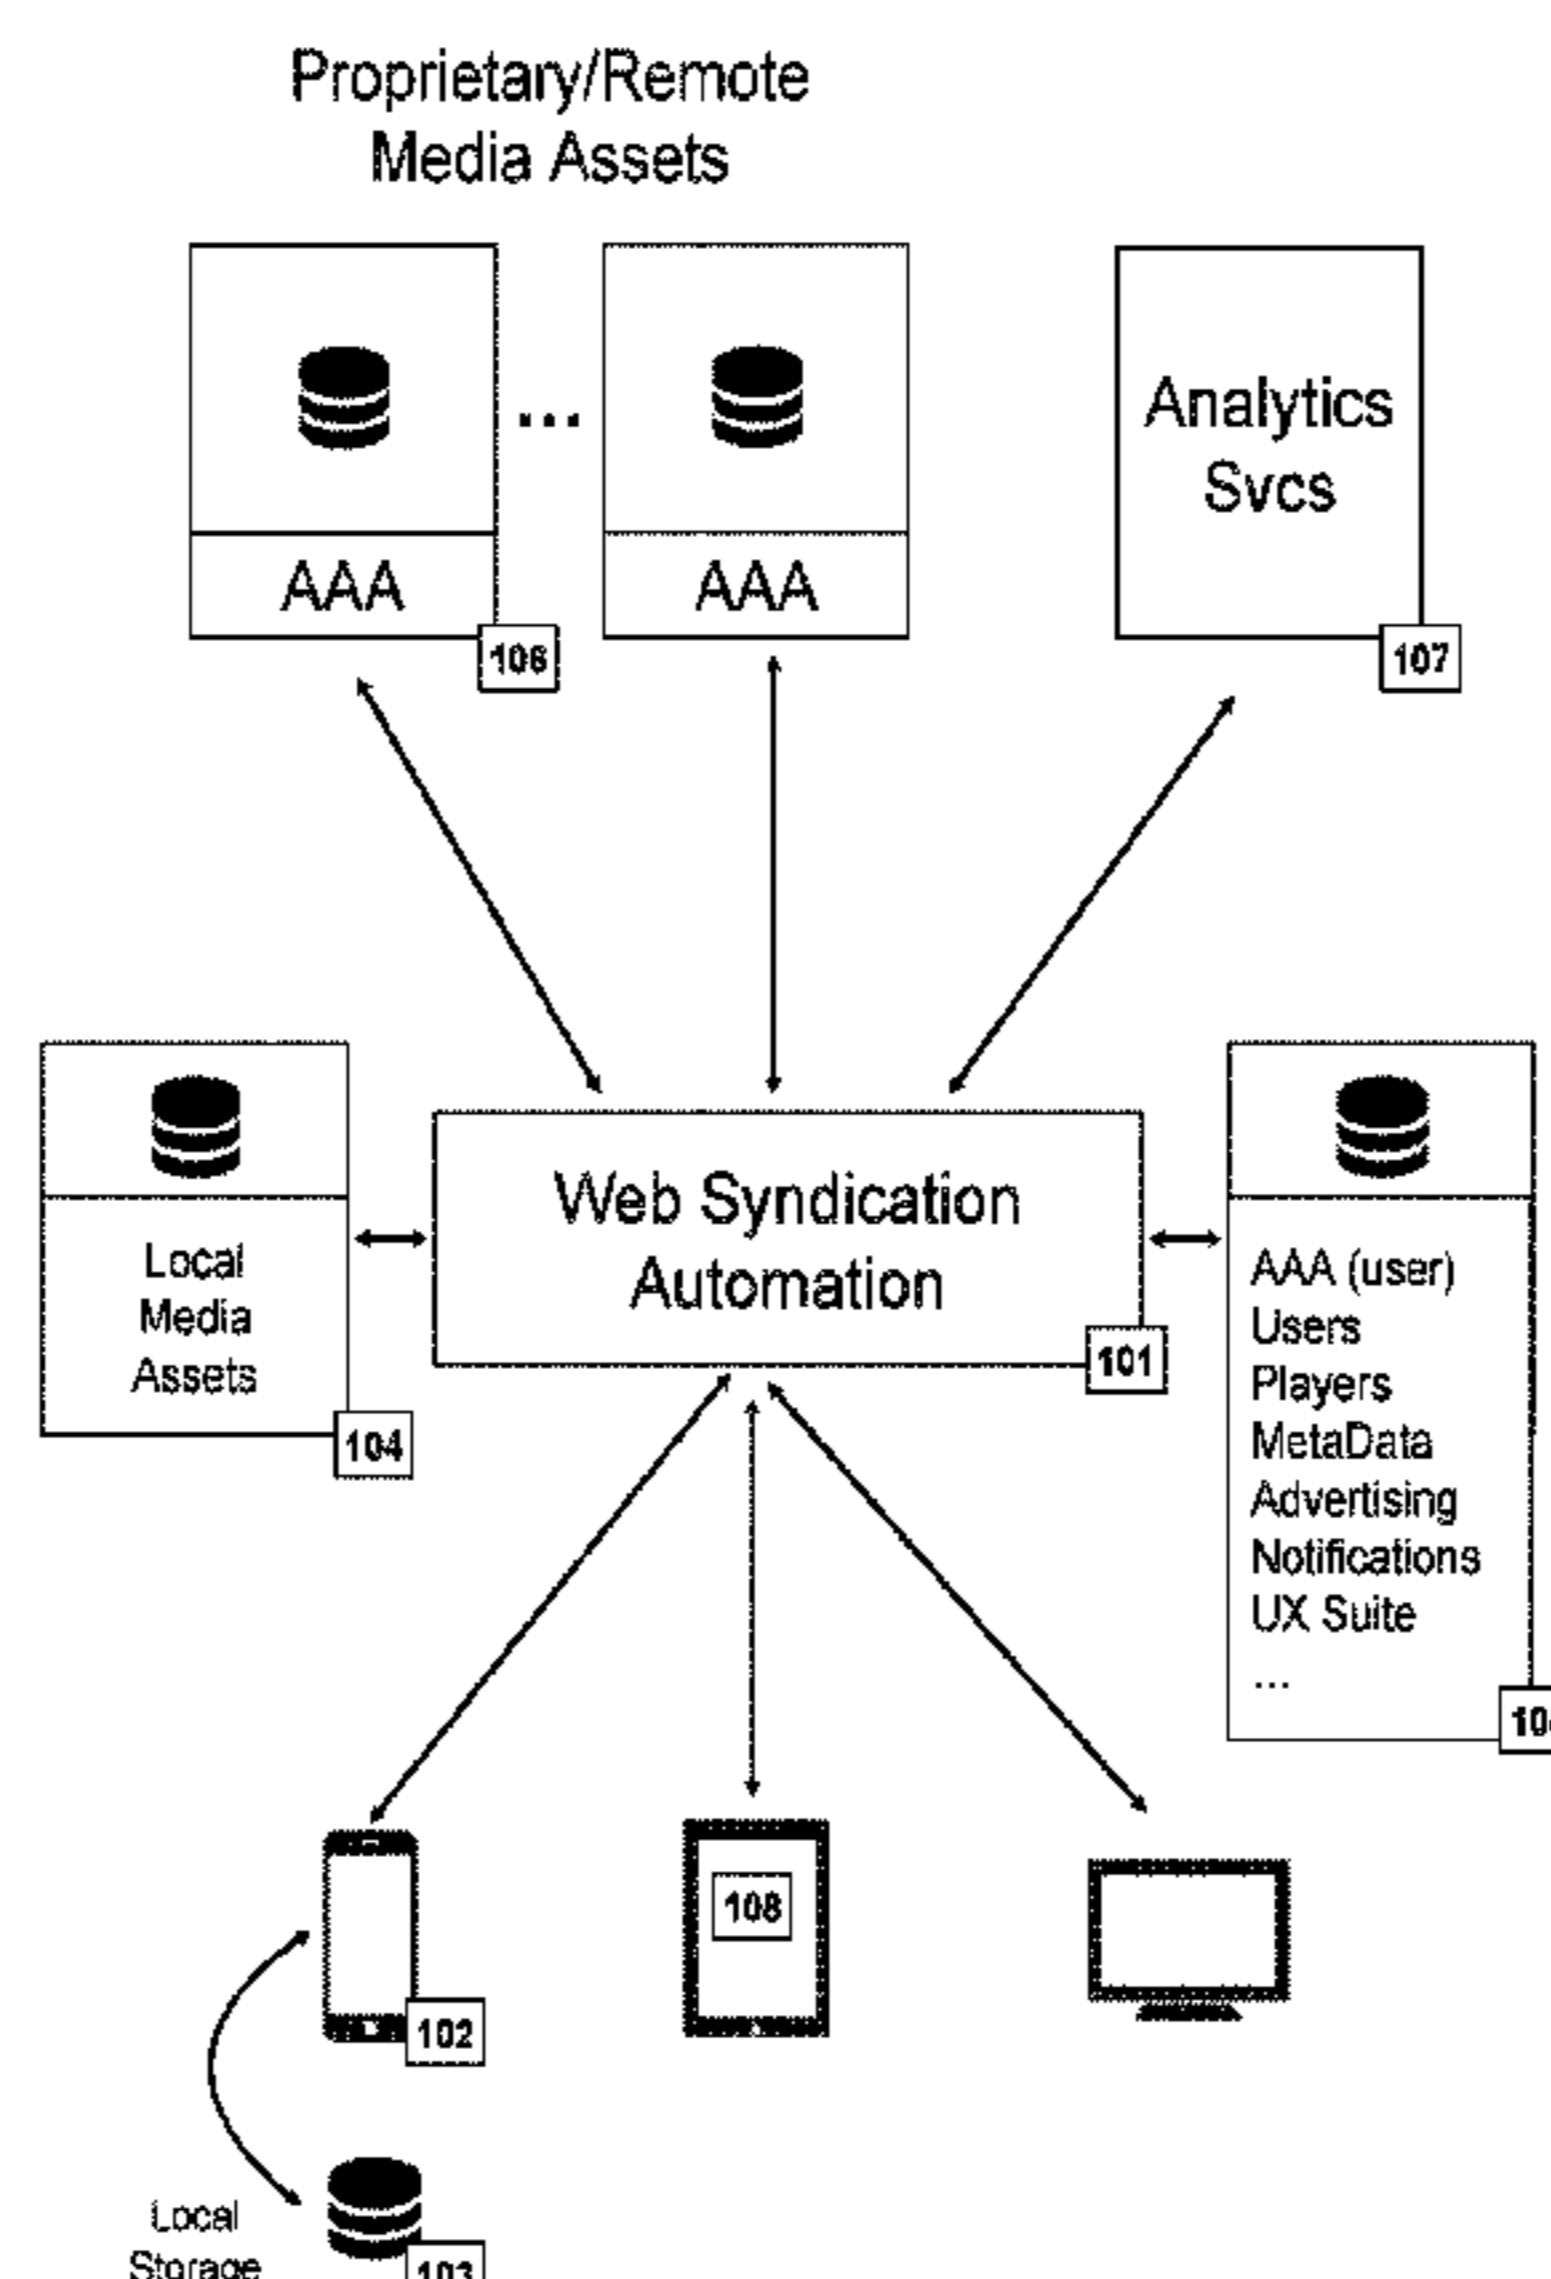 Proprietary/Remote
Media Assets
...
Analytics
Svcs
AAA
AAA
106
107
Web Syndication
Automation
101
Local
Media
Assets
104
AAA (user)
Users
Players
MetaData
Advertising
Notifications
UX Suite
...
108
102
Local
Storage
103